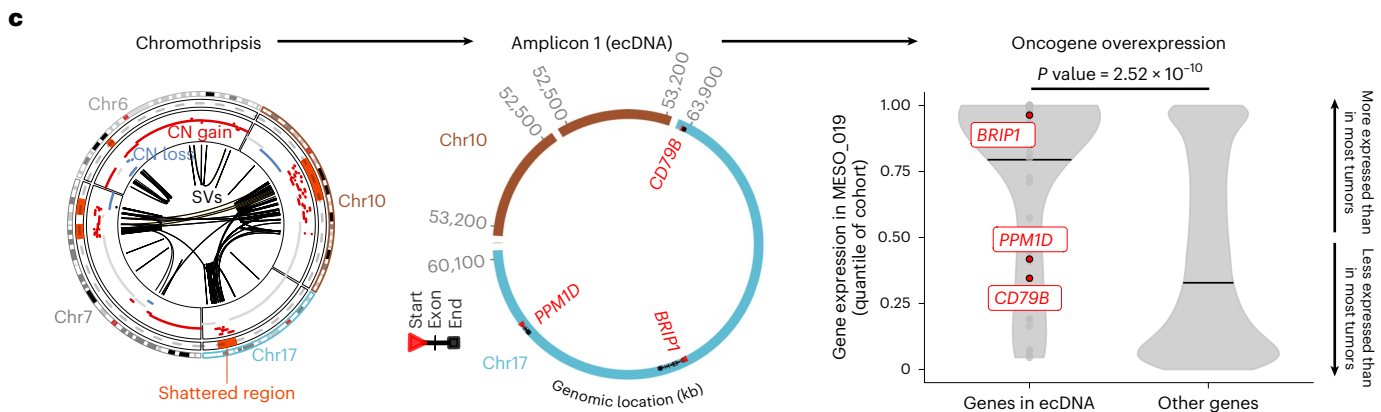 c
Chromothripsis
Amplicon 1 (ecDNA)
Oncogene overexpression
P value = 2.52 × 10⁻¹⁰
Chr6
CN gain
CN loss
SVs
Chr10
Chr7
Chr17
Shattered region
52,500
52,500
53,200
63,900
Chr10
CD79B
53,200
60,100
Start
Exon
End
PPM1D
BRIP1
Chr17
Genomic location (kb)
Gene expression in MESO_019
(quantile of cohort)
1.00
0.75
0.50
0.25
0
BRIP1
PPM1D
CD79B
Genes in ecDNA
Other genes
More expressed than
in most tumors
Less expressed than
in most tumors